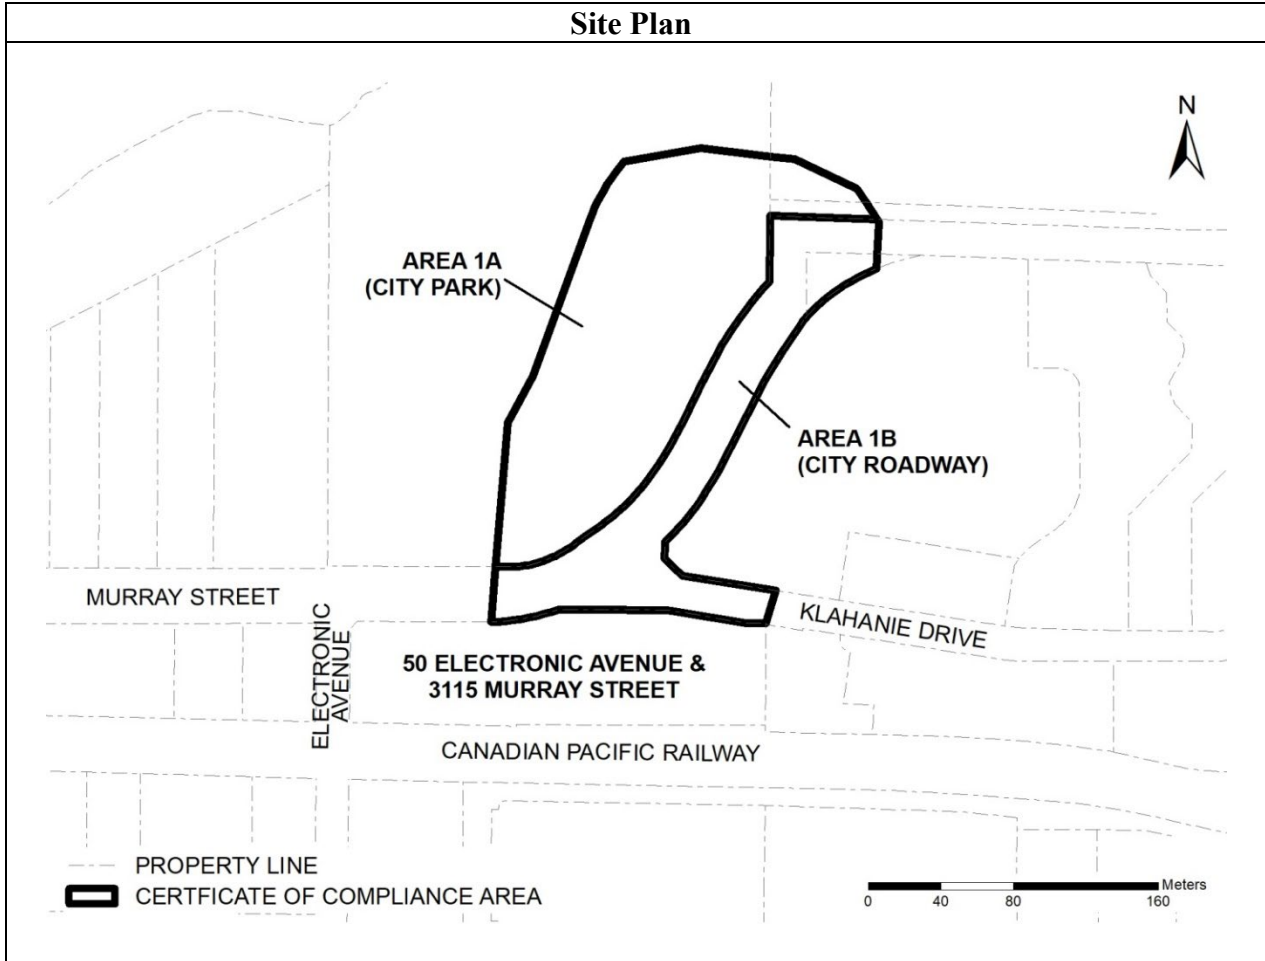 Site Plan
N
AREA 1A
(CITY PARK)
AREA 1B
(CITY ROADWAY)
MURRAY STREET
ELECTRONIC
AVENUE
KLAHANIE DRIVE
50 ELECTRONIC AVENUE &
3115 MURRAY STREET
CANADIAN PACIFIC RAILWAY
PROPERTY LINE
CERTFICATE OF COMPLIANCE AREA
Meters
0 40 80 160